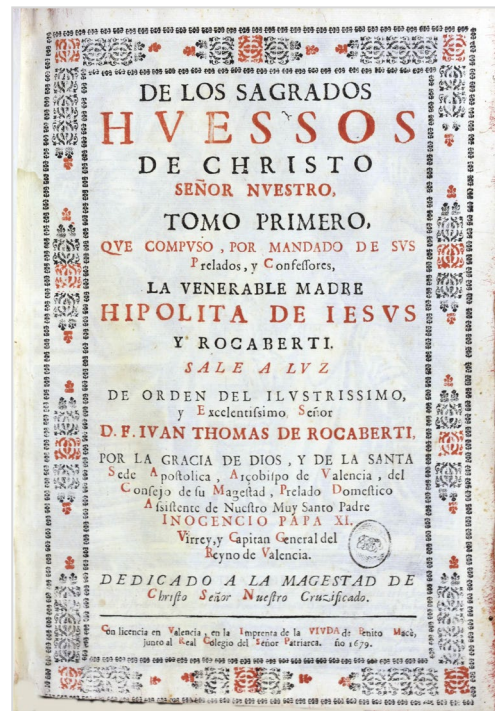 DE LOS SAGRADOS
HVESSOS
DE CHRISTO
SEÑOR NVESTRO,
TOMO PRIMERO,
QVE COMPVSO, POR MANDADO DE SVS
Prelados, y Confeſſores,
LA VENERABLE MADRE
HIPOLITA DE IESVS
Y ROCABERTI.
SALE A LVZ
DE ORDEN DEL ILVSTRISSIMO,
y Excelentiſsimo Señor
D. F. IVAN THOMAS DE ROCABERTI,
POR LA GRACIA DE DIOS, Y DE LA SANTA
Sede Apoſtolica, Arçobiſpo de Valencia, del
Conſejo de ſu Mageſtad, Prelado Domeſtico
Aſsiſtente de Nueſtro Muy Santo Padre
INOCENCIO PAPA XI.
Virrey, y Capitan General del
Reyno de Valencia.
DEDICADO A LA MAGESTAD DE
Chriſto Señor Nueſtro Cruzificado.
Con licencia en Valencia, en la Imprenta de la VIVDA de Benito Macè,
junto al Real Colegio del Señor Patriarca. ño 1679.